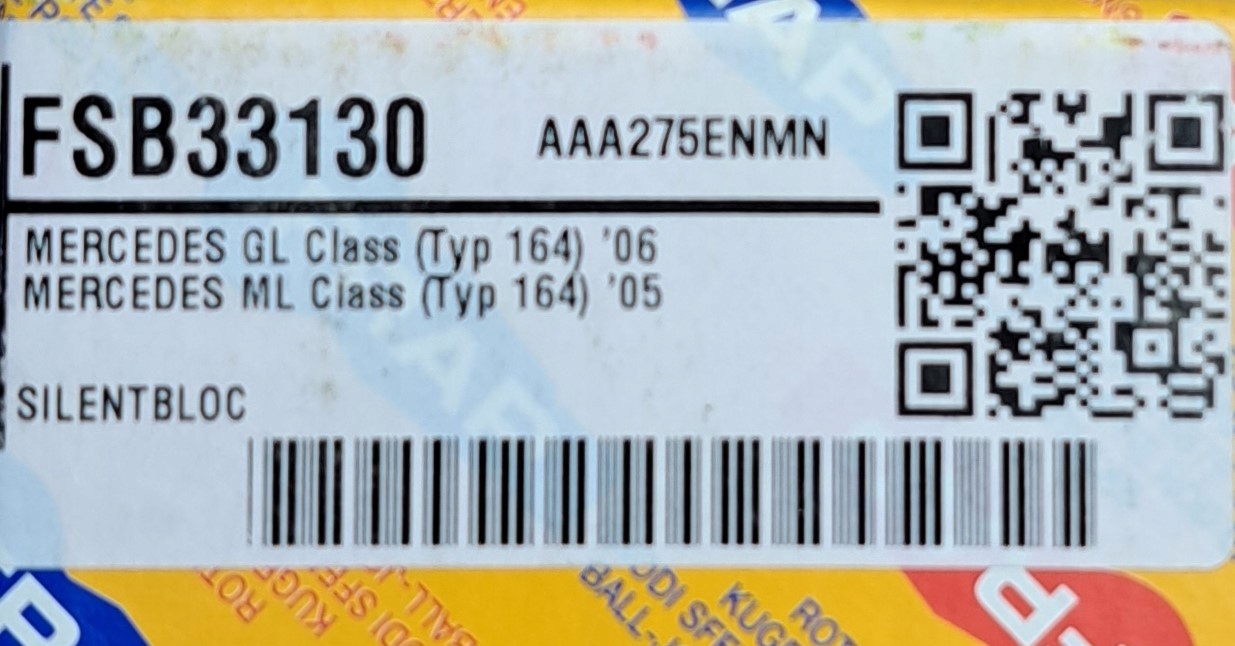 FSB33130 AAA275ENMN
MERCEDES GL Class (Typ 164) '06
MERCEDES ML Class (Typ 164) '05
SILENTBLOC